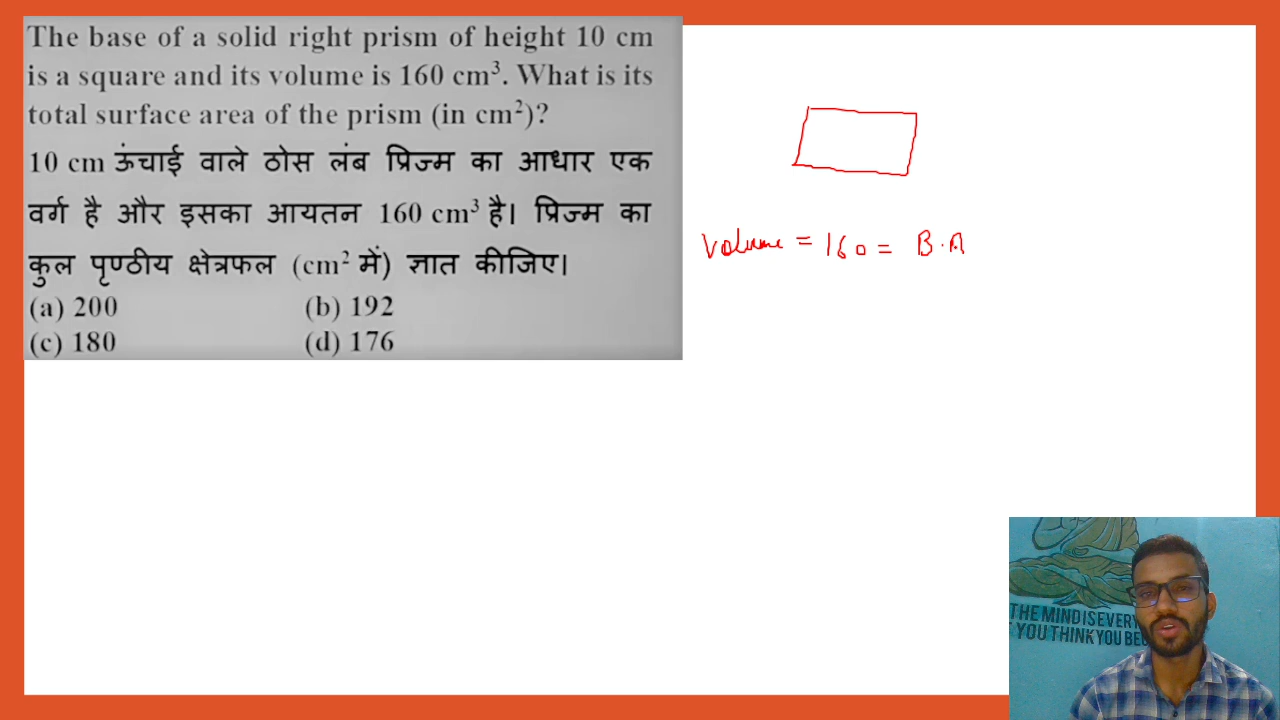 The base of a solid right prism of height 10 cm
is a square and its volume is 160 cm³. What is its
total surface area of the prism (in cm²)?
10 cm ऊंचाई वाले ठोस लंब प्रिज्म का आधार एक
वर्ग है और इसका आयतन 160 cm³ है। प्रिज्म का
कुल पृष्ठीय क्षेत्रफल (cm² में) ज्ञात कीजिए।
(a) 200 (b) 192
(c) 180 (d) 176
Volume = 160 = B.A
THE MIND IS EVERY
YOU THINK YOU BE